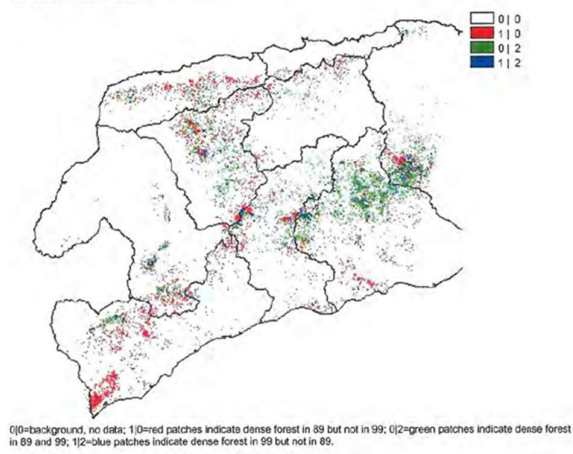 0|0
1|0
0|2
1|2
0|0=background, no data; 1|0=red patches indicate dense forest in 89 but not in 99; 0|2=green patches indicate dense forest
in 89 and 99; 1|2=blue patches indicate dense forest in 99 but not in 89.